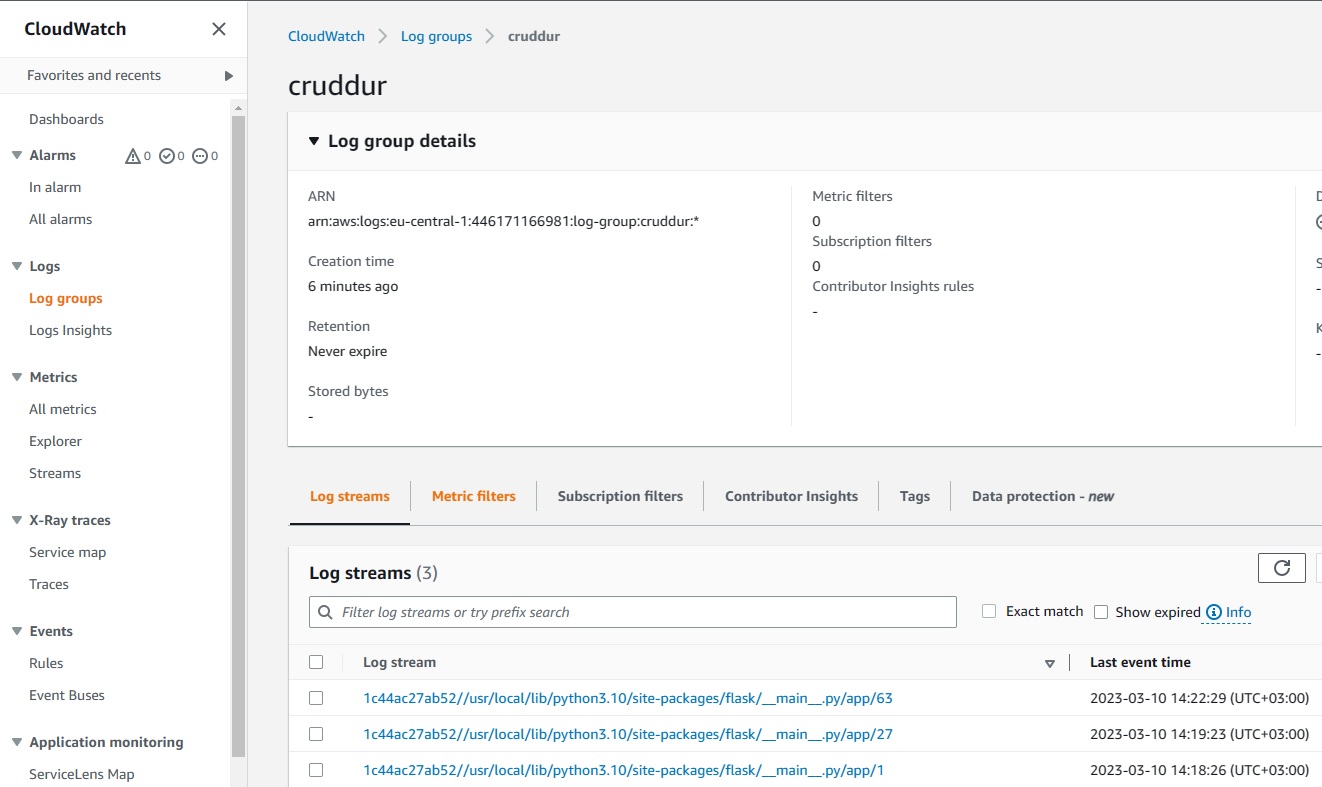 CloudWatch
Favorites and recents
Dashboards
Alarms 0 0 0
In alarm
All alarms
Logs
Log groups
Logs Insights
Metrics
All metrics
Explorer
Streams
X-Ray traces
Service map
Traces
Events
Rules
Event Buses
Application monitoring
ServiceLens Map
CloudWatch > Log groups > cruddur
cruddur
Log group details
ARN
arn:aws:logs:eu-central-1:446171166981:log-group:cruddur:*
Creation time
6 minutes ago
Retention
Never expire
Stored bytes
-
Metric filters
0
Subscription filters
0
Contributor Insights rules
-
-
-
Log streams Metric filters Subscription filters Contributor Insights Tags Data protection - new
Log streams (3)
Filter log streams or try prefix search Exact match Show expired Info
Log stream Last event time
1c44ac27ab52//usr/local/lib/python3.10/site-packages/flask/__main__.py/app/63 2023-03-10 14:22:29 (UTC+03:00)
1c44ac27ab52//usr/local/lib/python3.10/site-packages/flask/__main__.py/app/27 2023-03-10 14:19:23 (UTC+03:00)
1c44ac27ab52//usr/local/lib/python3.10/site-packages/flask/__main__.py/app/1 2023-03-10 14:18:26 (UTC+03:00)